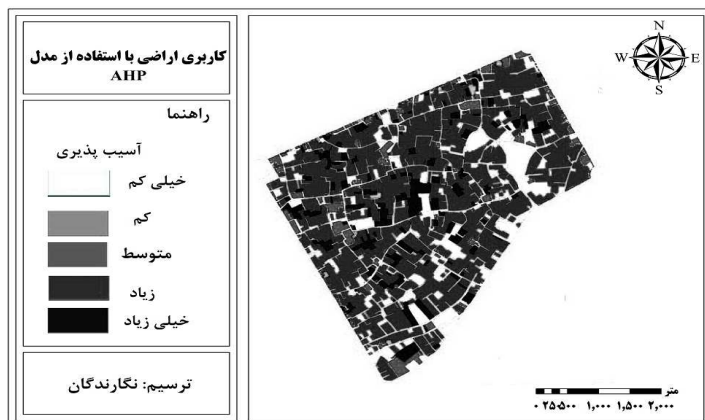 کاربری اراضی با استفاده از مدل
AHP
راهنما
آسیب پذیری
خیلی کم
کم
متوسط
زیاد
خیلی زیاد
ترسیم: نگارندگان
N
W E
S
متر
۰ ۲۵۰۵۰۰ ۱,۰۰۰ ۱,۵۰۰ ۲,۰۰۰